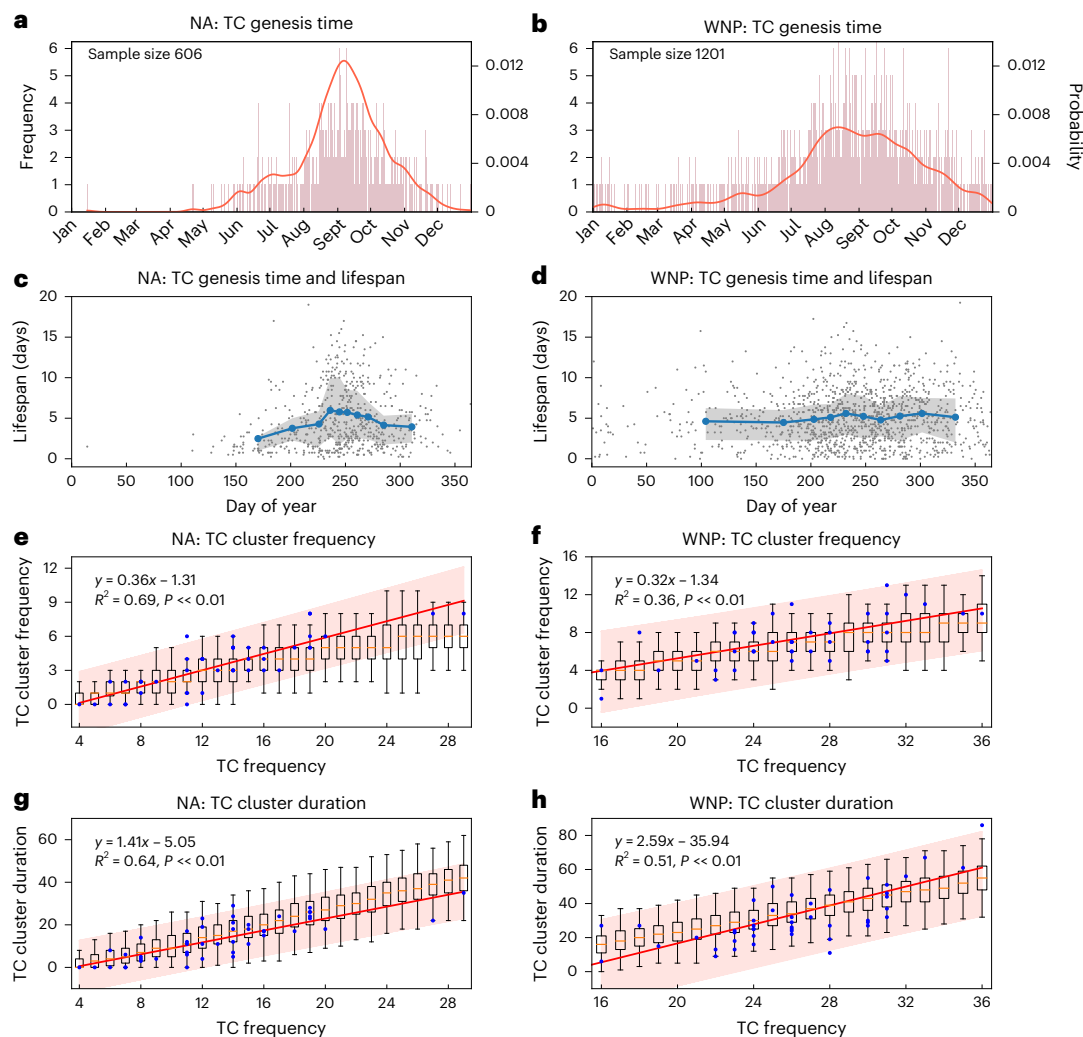 a
NA: TC genesis time
Sample size 606
Frequency
6
5
4
3
2
1
0
0.012
0.008
0.004
0
Jan Feb Mar Apr May Jun Jul Aug Sept Oct Nov Dec
b
WNP: TC genesis time
Sample size 1201
6
5
4
3
2
1
0
0.012
0.008
0.004
0
Probability
Jan Feb Mar Apr May Jun Jul Aug Sept Oct Nov Dec
c
NA: TC genesis time and lifespan
Lifespan (days)
20
15
10
5
0
0 50 100 150 200 250 300 350
Day of year
d
WNP: TC genesis time and lifespan
Lifespan (days)
20
15
10
5
0
0 50 100 150 200 250 300 350
Day of year
e
NA: TC cluster frequency
y = 0.36x – 1.31
R² = 0.69, P << 0.01
TC cluster frequency
12
9
6
3
0
4 8 12 16 20 24 28
TC frequency
f
WNP: TC cluster frequency
y = 0.32x – 1.34
R² = 0.36, P << 0.01
TC cluster frequency
16
12
8
4
0
16 20 24 28 32 36
TC frequency
g
NA: TC cluster duration
y = 1.41x – 5.05
R² = 0.64, P << 0.01
TC cluster duration
60
40
20
0
4 8 12 16 20 24 28
TC frequency
h
WNP: TC cluster duration
y = 2.59x – 35.94
R² = 0.51, P << 0.01
TC cluster duration
80
60
40
20
0
16 20 24 28 32 36
TC frequency